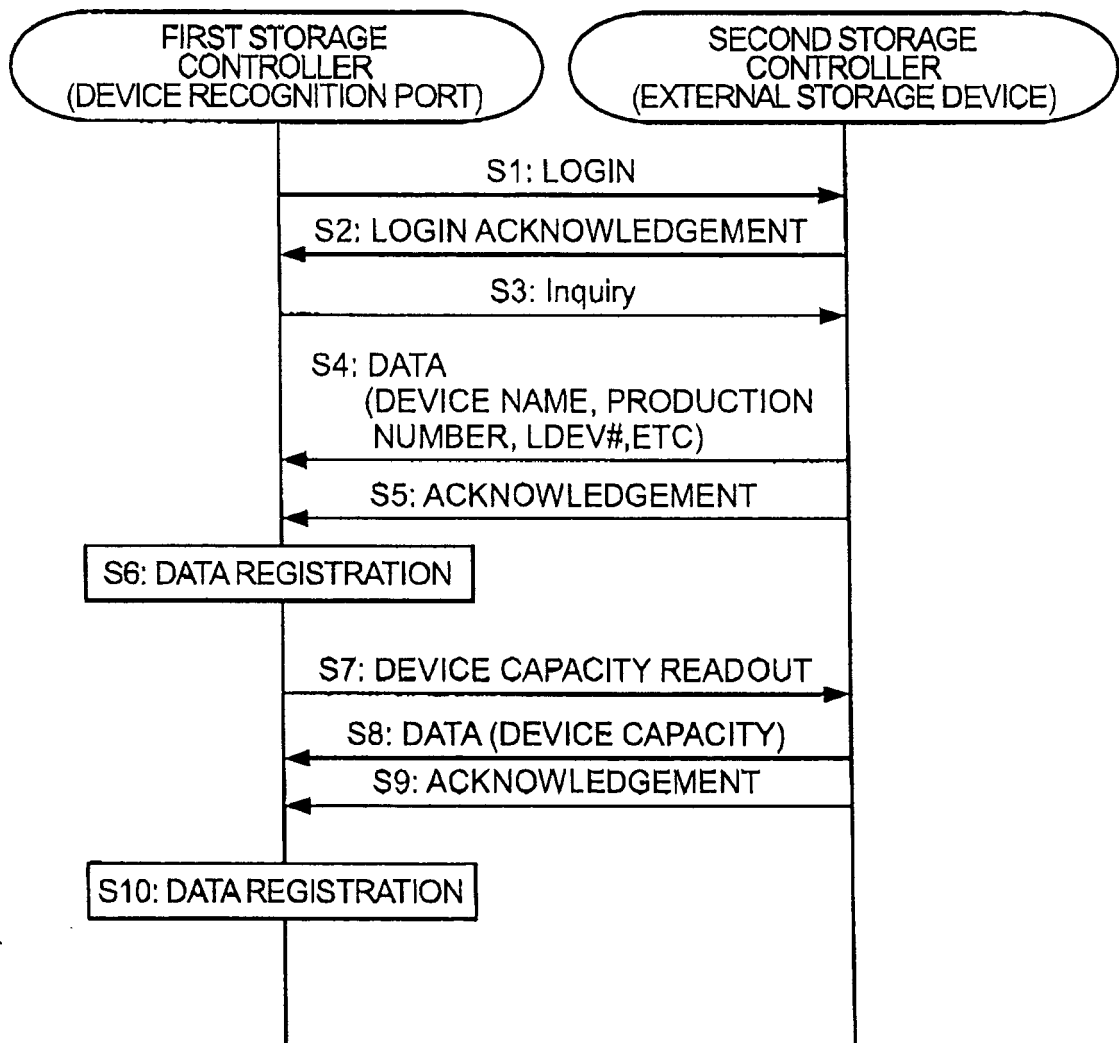 FIRST STORAGE
CONTROLLER
(DEVICE RECOGNITION PORT)
SECOND STORAGE
CONTROLLER
(EXTERNAL STORAGE DEVICE)
S1: LOGIN
S2: LOGIN ACKNOWLEDGEMENT
S3: Inquiry
S4: DATA
(DEVICE NAME, PRODUCTION
NUMBER, LDEV#,ETC)
S5: ACKNOWLEDGEMENT
S6: DATA REGISTRATION
S7: DEVICE CAPACITY READOUT
S8: DATA (DEVICE CAPACITY)
S9: ACKNOWLEDGEMENT
S10: DATA REGISTRATION